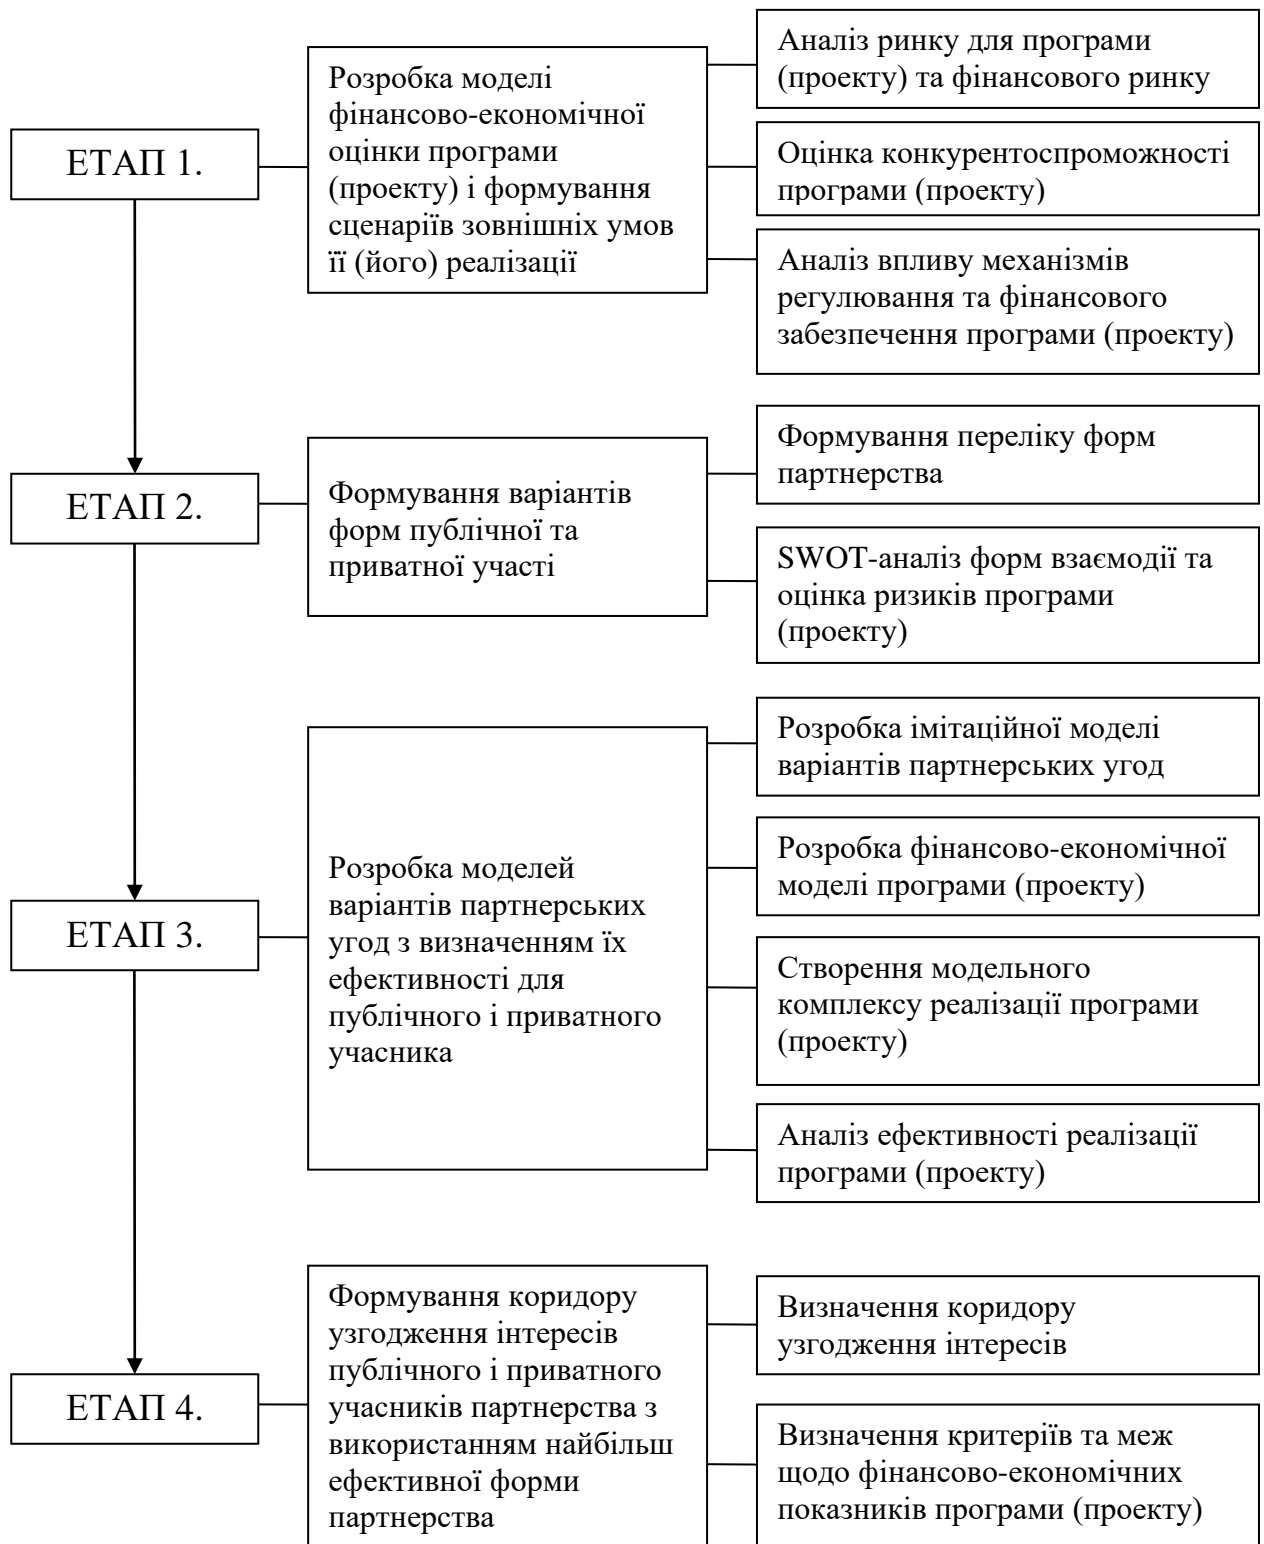 ЕТАП 1.
Розробка моделі
фінансово-економічної
оцінки програми
(проекту) і формування
сценаріїв зовнішніх умов
її (його) реалізації
Аналіз ринку для програми
(проекту) та фінансового ринку
Оцінка конкурентоспроможності
програми (проекту)
Аналіз впливу механізмів
регулювання та фінансового
забезпечення програми (проекту)
ЕТАП 2.
Формування варіантів
форм публічної та
приватної участі
Формування переліку форм
партнерства
SWOT-аналіз форм взаємодії та
оцінка ризиків програми
(проекту)
ЕТАП 3.
Розробка моделей
варіантів партнерських
угод з визначенням їх
ефективності для
публічного і приватного
учасника
Розробка імітаційної моделі
варіантів партнерських угод
Розробка фінансово-економічної
моделі програми (проекту)
Створення модельного
комплексу реалізації програми
(проекту)
Аналіз ефективності реалізації
програми (проекту)
ЕТАП 4.
Формування коридору
узгодження інтересів
публічного і приватного
учасників партнерства з
використанням найбільш
ефективної форми
партнерства
Визначення коридору
узгодження інтересів
Визначення критеріїв та меж
щодо фінансово-економічних
показників програми (проекту)